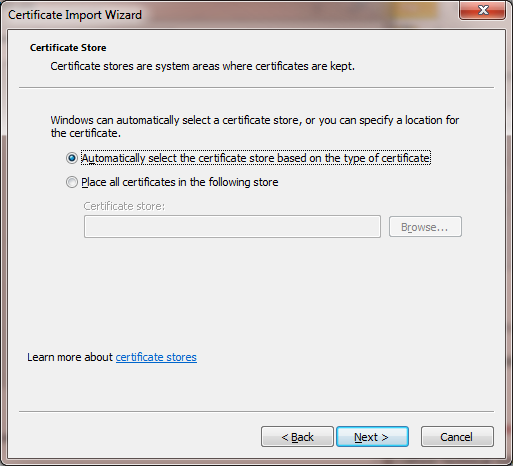 Certificate Import Wizard
Certificate Store
Certificate stores are system areas where certificates are kept.
Windows can automatically select a certificate store, or you can specify a location for
the certificate.
Automatically select the certificate store based on the type of certificate
Place all certificates in the following store
Certificate store:
Browse...
Learn more about certificate stores
< Back
Next >
Cancel